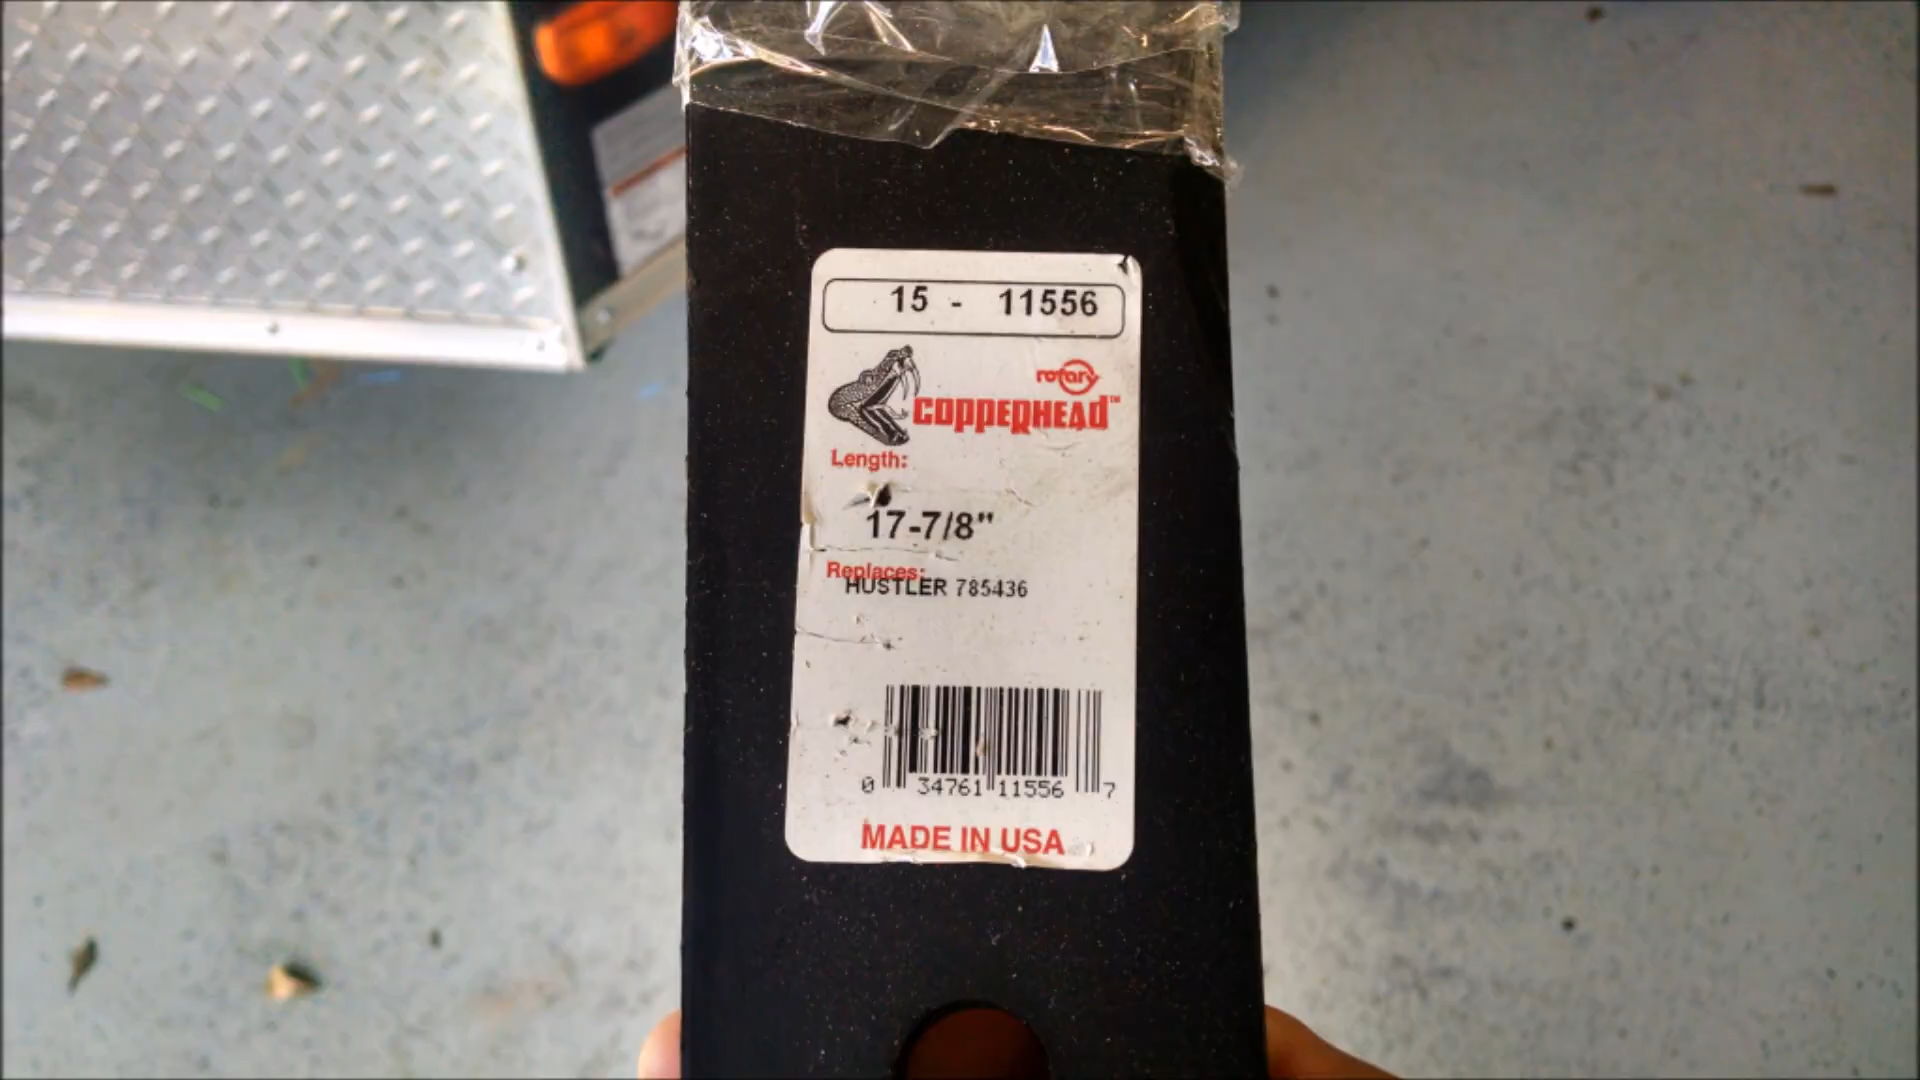 15 - 11556
rotary
COPPERHEAD™
Length:
17-7/8"
Replaces:
HUSTLER 785436
0 34761 11556 7
MADE IN USA